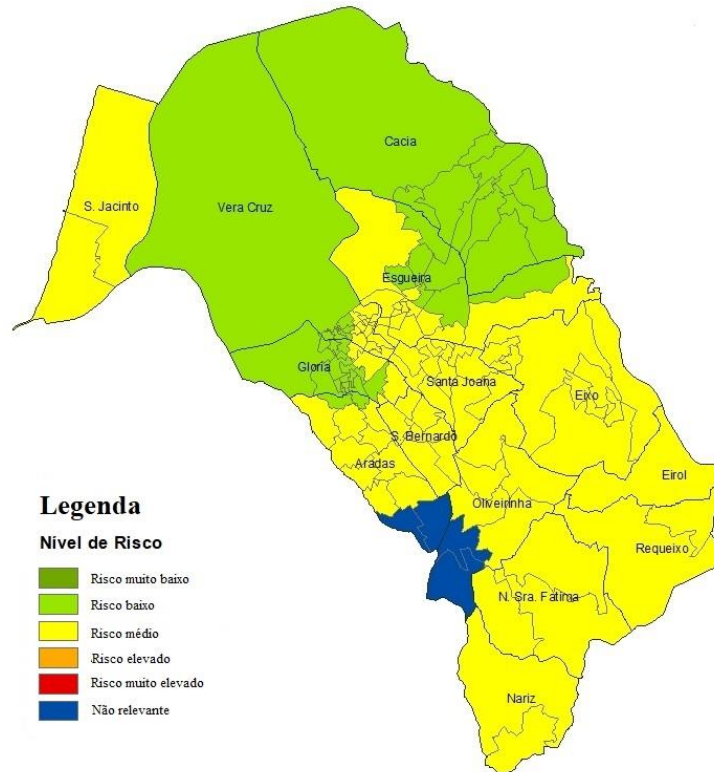 Cacia
S. Jacinto
Vera Cruz
Esgueira
Gloria
Santa Joana
Eixo
S. Bernardo
Aradas
Eirol
Oliveirinha
Requeixo
N. Sra. Fatima
Nariz
Legenda
Nível de Risco
Risco muito baixo
Risco baixo
Risco médio
Risco elevado
Risco muito elevado
Não relevante